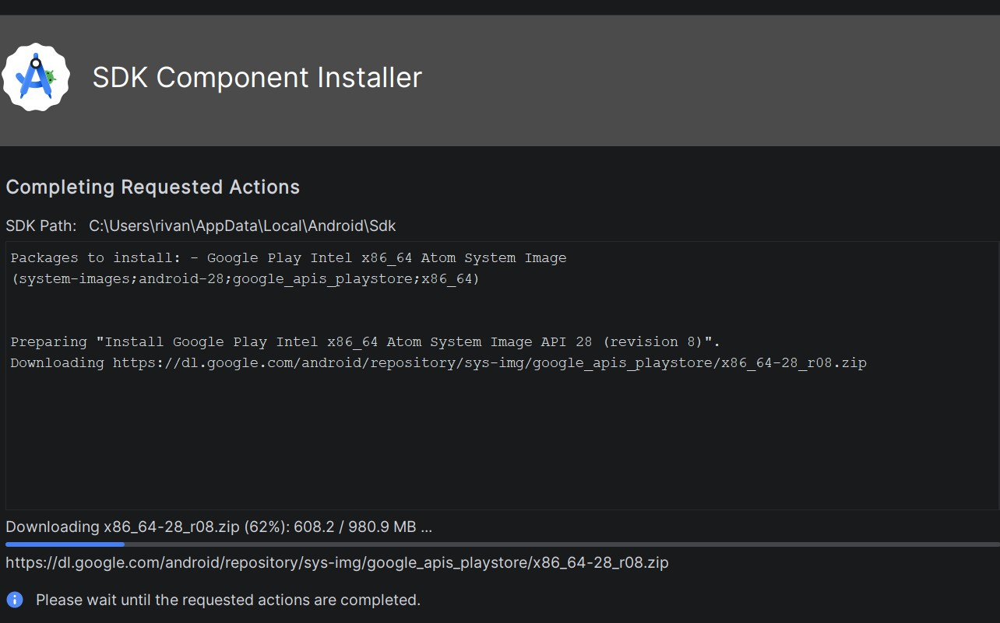 SDK Component Installer
Completing Requested Actions
SDK Path: C:\Users\rivan\AppData\Local\Android\Sdk
Packages to install: - Google Play Intel x86_64 Atom System Image
(system-images;android-28;google_apis_playstore;x86_64)
Preparing "Install Google Play Intel x86_64 Atom System Image API 28 (revision 8)".
Downloading https://dl.google.com/android/repository/sys-img/google_apis_playstore/x86_64-28_r08.zip
Downloading x86_64-28_r08.zip (62%): 608.2 / 980.9 MB ...
https://dl.google.com/android/repository/sys-img/google_apis_playstore/x86_64-28_r08.zip
Please wait until the requested actions are completed.